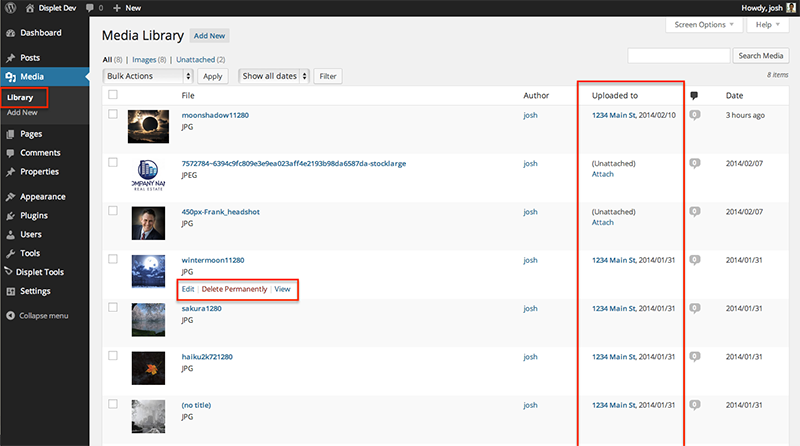 Displet Dev 0 + New Howdy, josh
Dashboard
Posts
Media
Library
Add New
Pages
Comments
Properties
Appearance
Plugins
Users
Tools
Displet Tools
Settings
Collapse menu
Screen Options Help
Media Library Add New
All (8) | Images (8) | Unattached (2)
Search Media
Bulk Actions Apply Show all dates Filter
8 items
File Author Uploaded to Date
moonshadow11280 josh 1234 Main St, 2014/02/10 0 3 hours ago
JPG
7572784-6394c9fc809e3e9ea023aff4e2193b98da6587da-stocklarge josh (Unattached) 0 2014/02/07
JPEG Attach
OMPANY NA
REAL ESTATE
450px-Frank_headshot josh (Unattached) 0 2014/02/07
JPG Attach
wintermoon11280 josh 1234 Main St, 2014/01/31 0 2014/01/31
JPG
Edit | Delete Permanently | View
sakura1280 josh 1234 Main St, 2014/01/31 0 2014/01/31
JPG
haiku2k721280 josh 1234 Main St, 2014/01/31 0 2014/01/31
JPG
(no title) josh 1234 Main St, 2014/01/31 0 2014/01/31
JPG